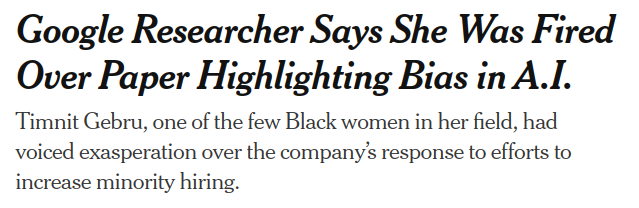 Google Researcher Says She Was Fired
Over Paper Highlighting Bias in A.I.
Timnit Gebru, one of the few Black women in her field, had
voiced exasperation over the company’s response to efforts to
increase minority hiring.